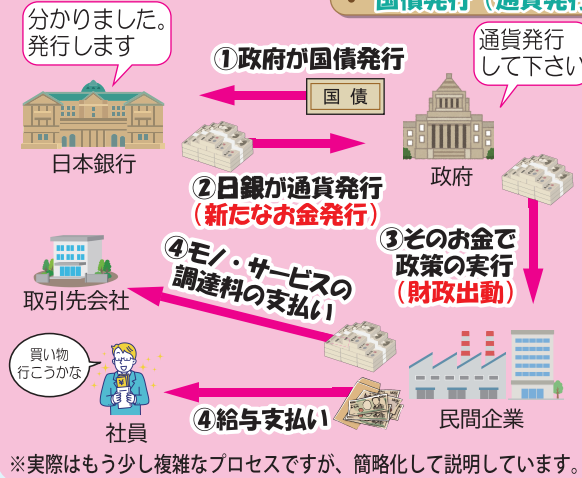 ・国債発行（通貨発行
分かりました。
発行します
通貨発行
して下さい
①政府が国債発行
国債
日本銀行
政府
②日銀が通貨発行
（新たなお金発行）
③そのお金で
政策の実行
（財政出動）
④モノ・サービスの
調達料の支払い
取引先会社
買い物
行こうかな
④給与支払い
社員
民間企業
※実際はもう少し複雑なプロセスですが、簡略化して説明しています。